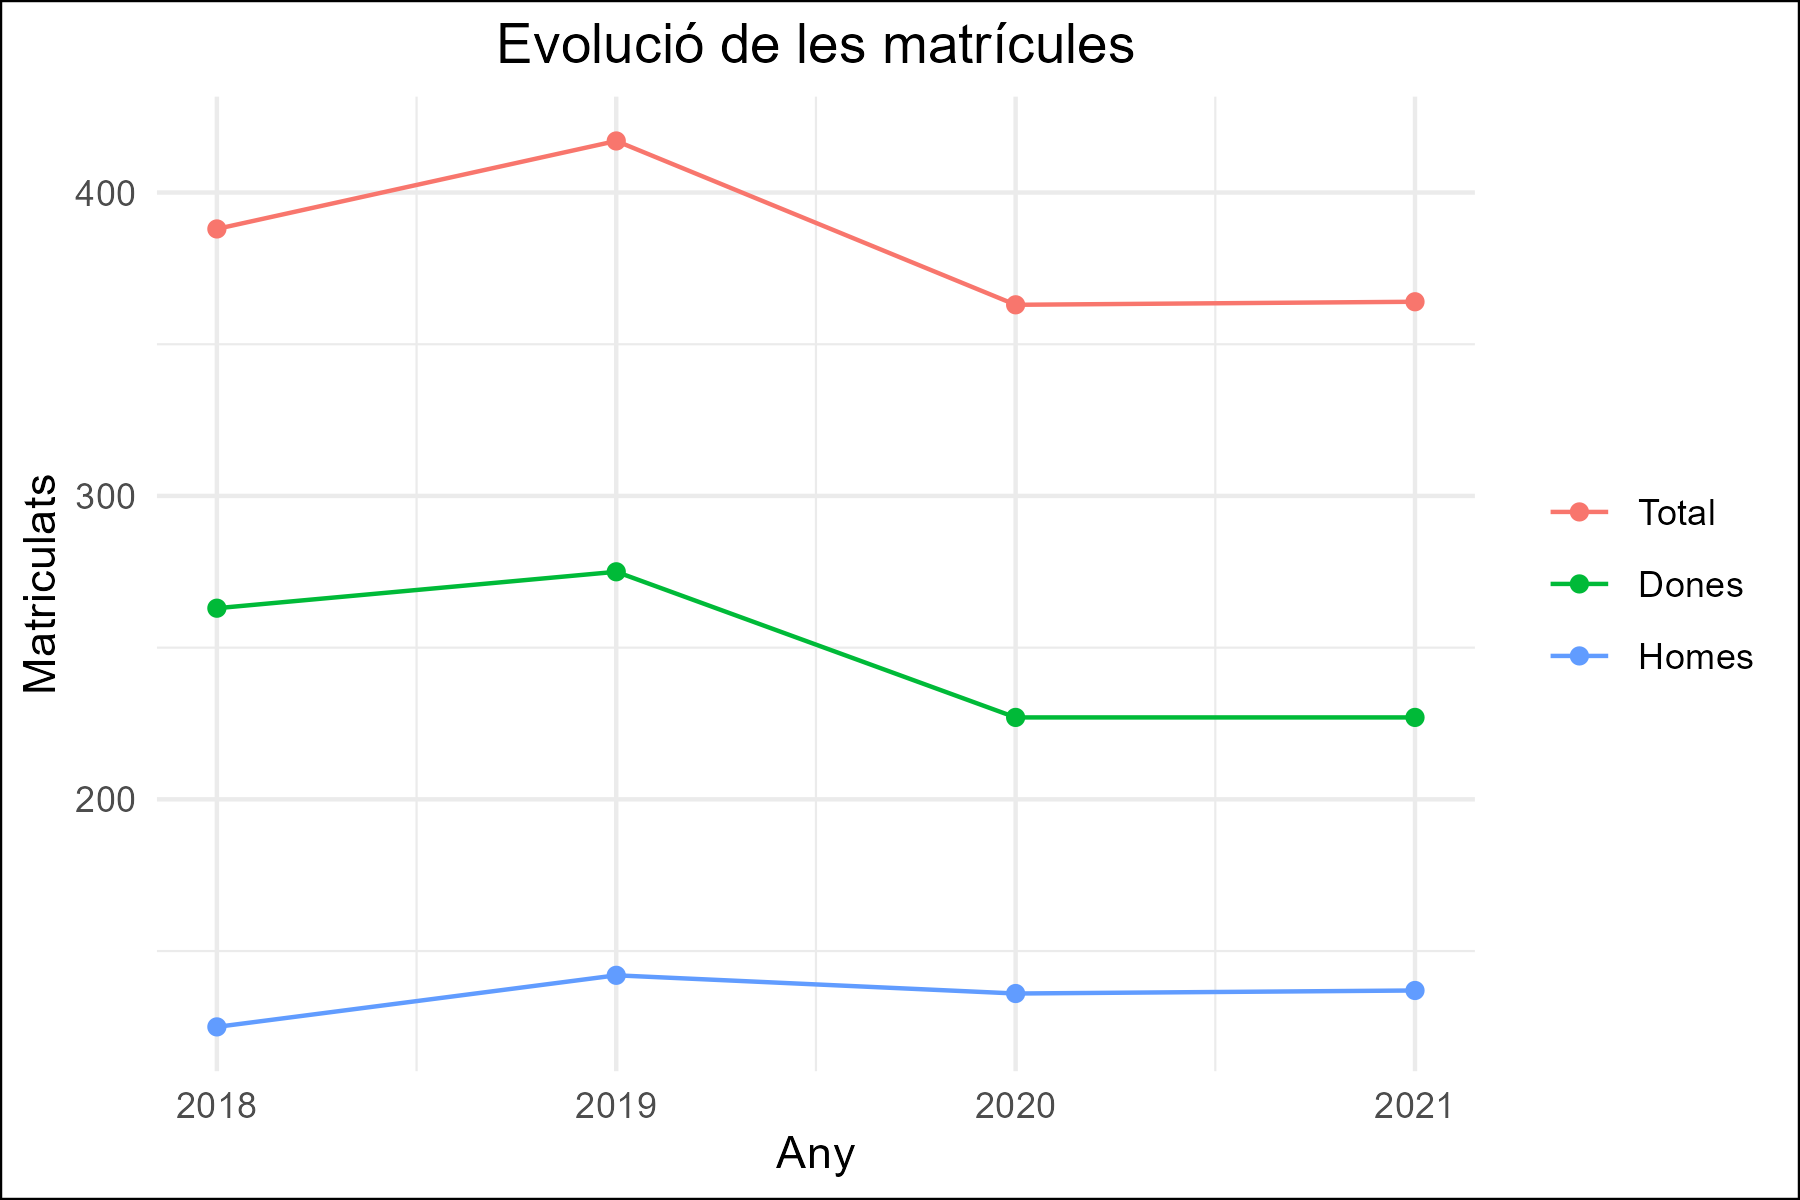 Evolució de les matrícules
400
300
200
Matriculats
2018
2019
2020
2021
Any
Total
Dones
Homes